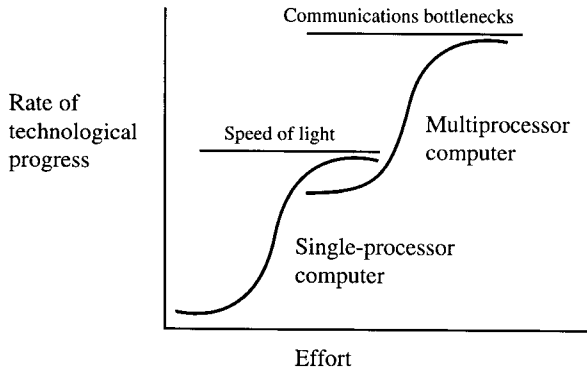 Communications bottlenecks
Rate of
technological
progress
Speed of light
Multiprocessor
computer
Single-processor
computer
Effort